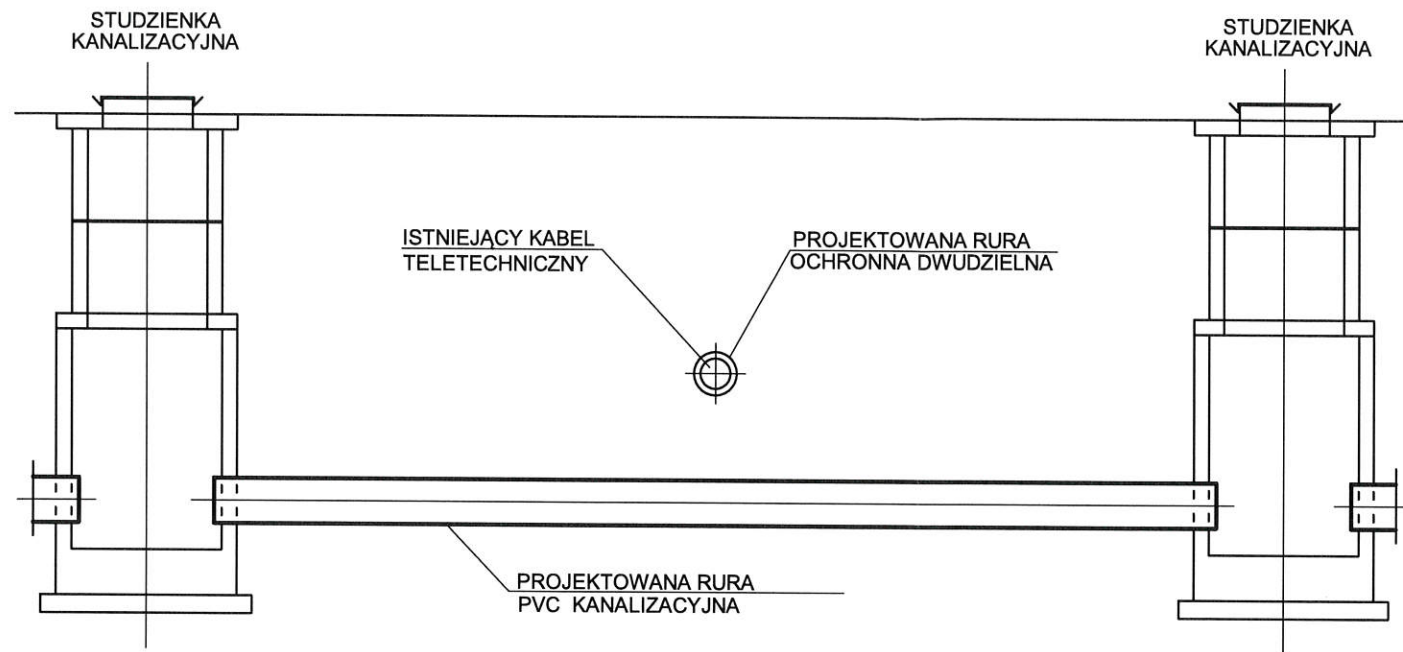 STUDZIENKA
KANALIZACYJNA
STUDZIENKA
KANALIZACYJNA
ISTNIEJĄCY KABEL
TELETECHNICZNY
PROJEKTOWANA RURA
OCHRONNA DWUDZIELNA
PROJEKTOWANA RURA
PVC KANALIZACYJNA